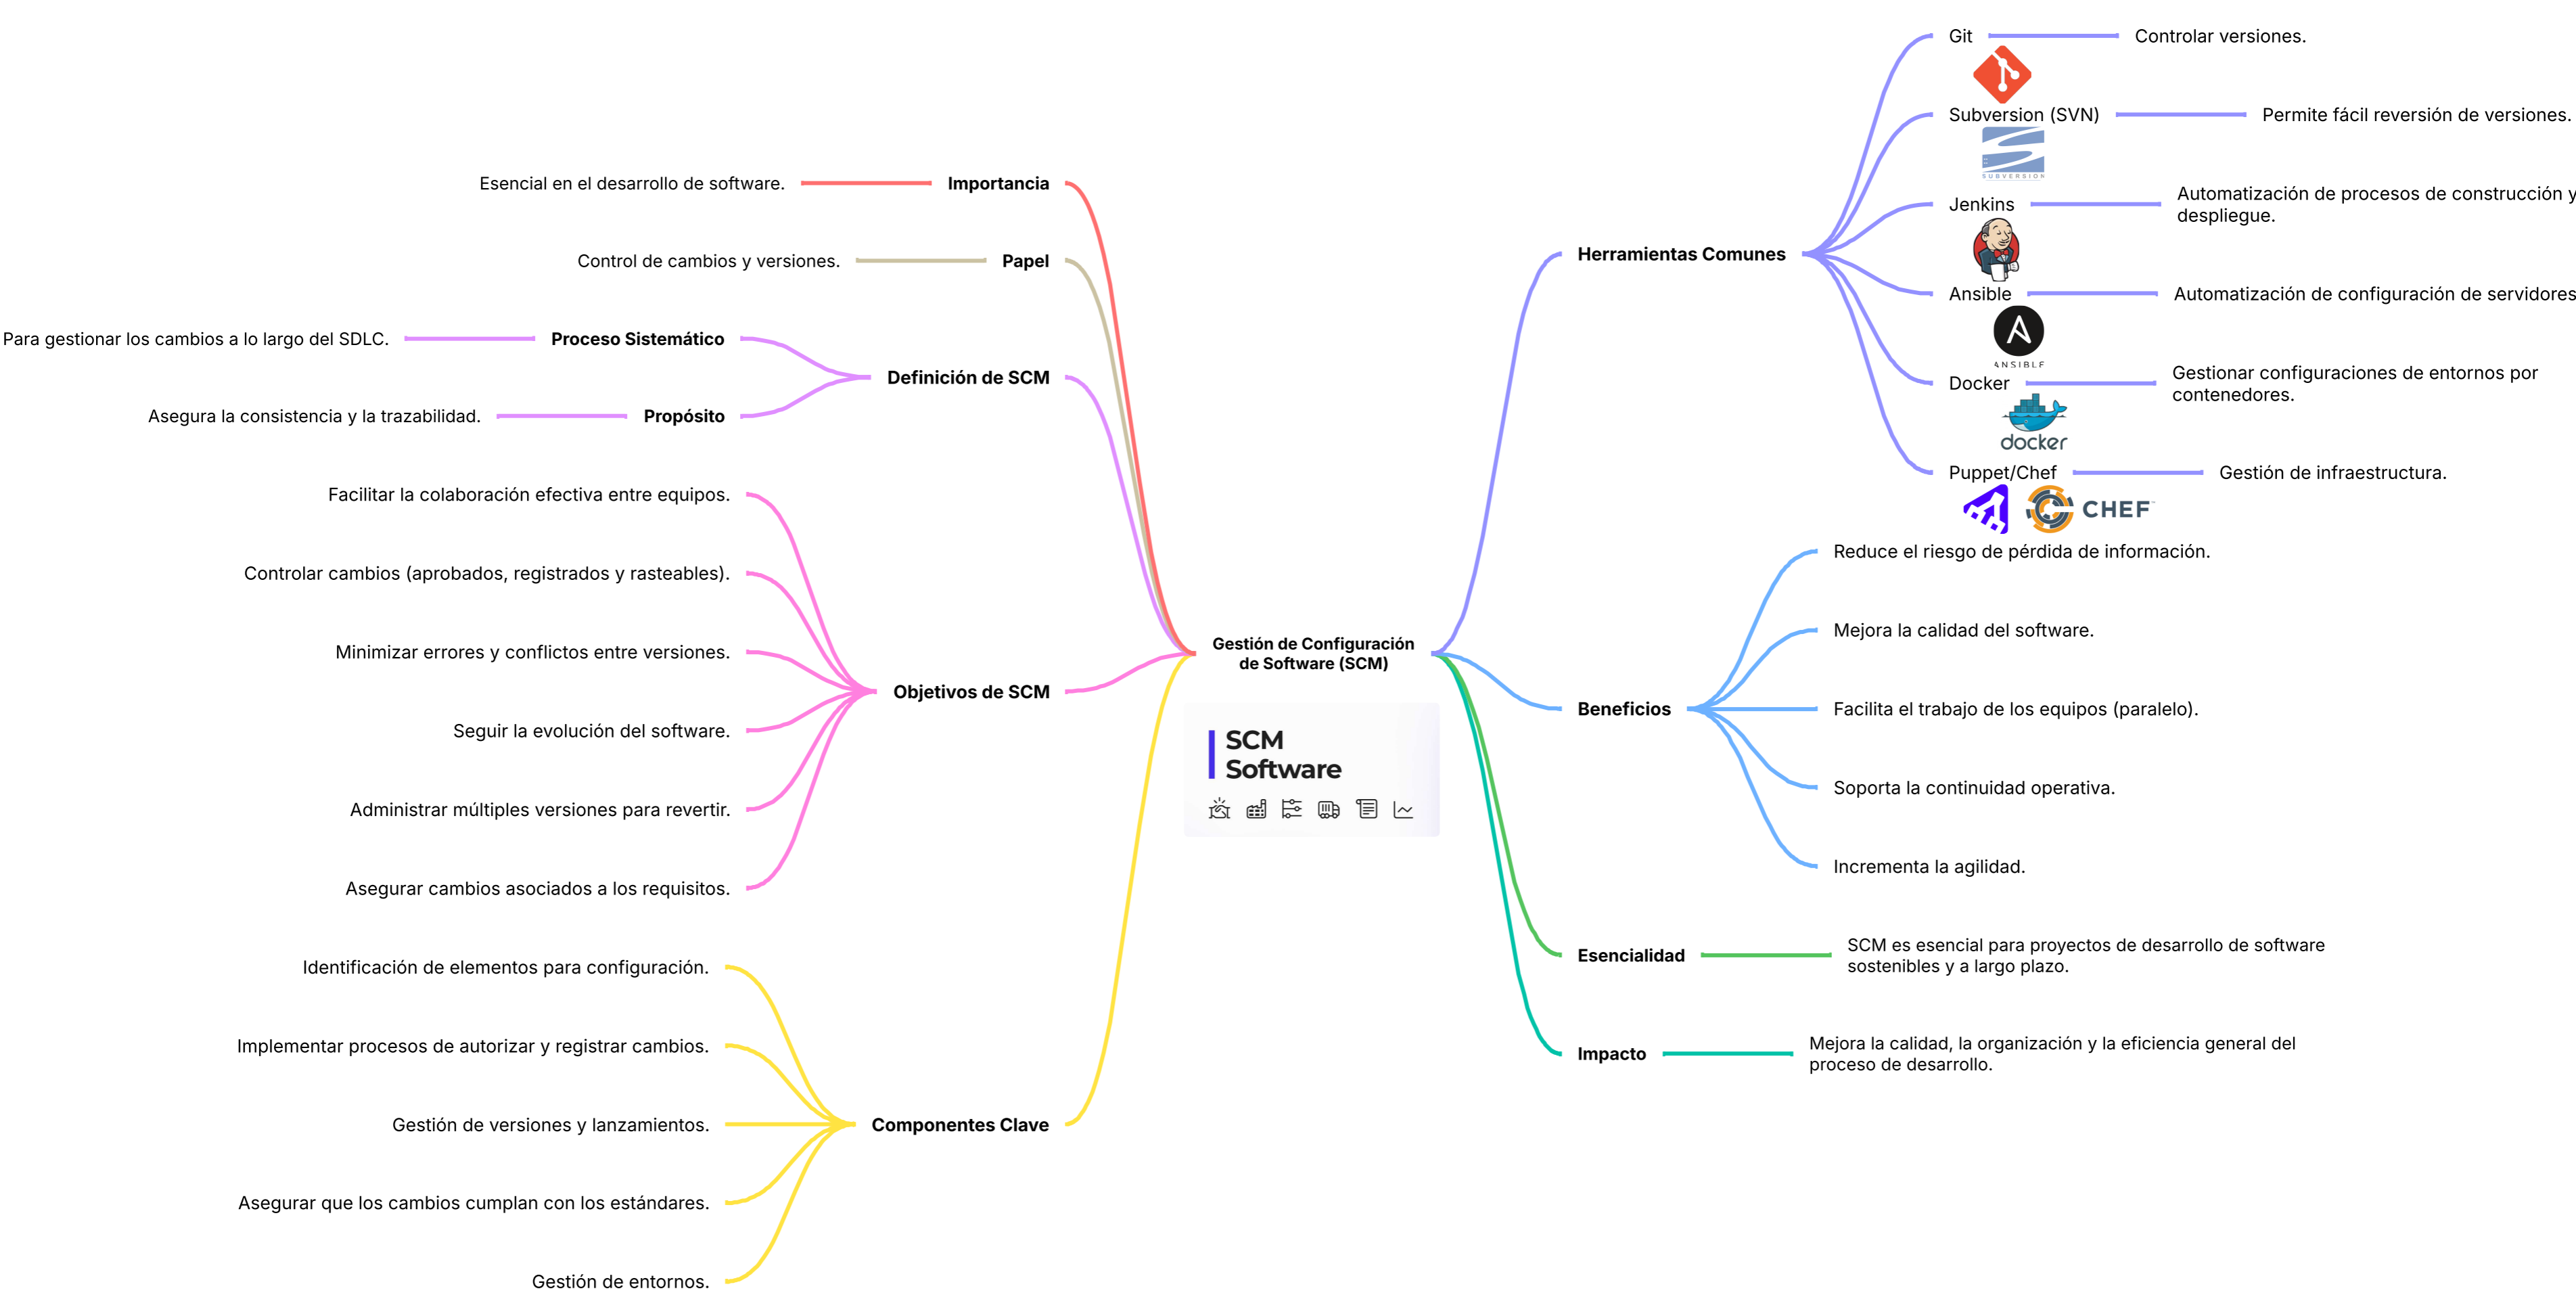 Gestión de Configuración
de Software (SCM)
SCM
Software
Importancia
Esencial en el desarrollo de software.
Papel
Control de cambios y versiones.
Definición de SCM
Proceso Sistemático
Para gestionar los cambios a lo largo del SDLC.
Propósito
Asegura la consistencia y la trazabilidad.
Objetivos de SCM
Facilitar la colaboración efectiva entre equipos.
Controlar cambios (aprobados, registrados y rasteables).
Minimizar errores y conflictos entre versiones.
Seguir la evolución del software.
Administrar múltiples versiones para revertir.
Asegurar cambios asociados a los requisitos.
Componentes Clave
Identificación de elementos para configuración.
Implementar procesos de autorizar y registrar cambios.
Gestión de versiones y lanzamientos.
Asegurar que los cambios cumplan con los estándares.
Gestión de entornos.
Herramientas Comunes
Git
Controlar versiones.
Subversion (SVN)
Permite fácil reversión de versiones.
SUBVERSION
Jenkins
Automatización de procesos de construcción y
despliegue.
Ansible
Automatización de configuración de servidores
ANSIBLE
Docker
Gestionar configuraciones de entornos por
contenedores.
docker
Puppet/Chef
Gestión de infraestructura.
CHEF
Beneficios
Reduce el riesgo de pérdida de información.
Mejora la calidad del software.
Facilita el trabajo de los equipos (paralelo).
Soporta la continuidad operativa.
Incrementa la agilidad.
Esencialidad
SCM es esencial para proyectos de desarrollo de software
sostenibles y a largo plazo.
Impacto
Mejora la calidad, la organización y la eficiencia general del
proceso de desarrollo.